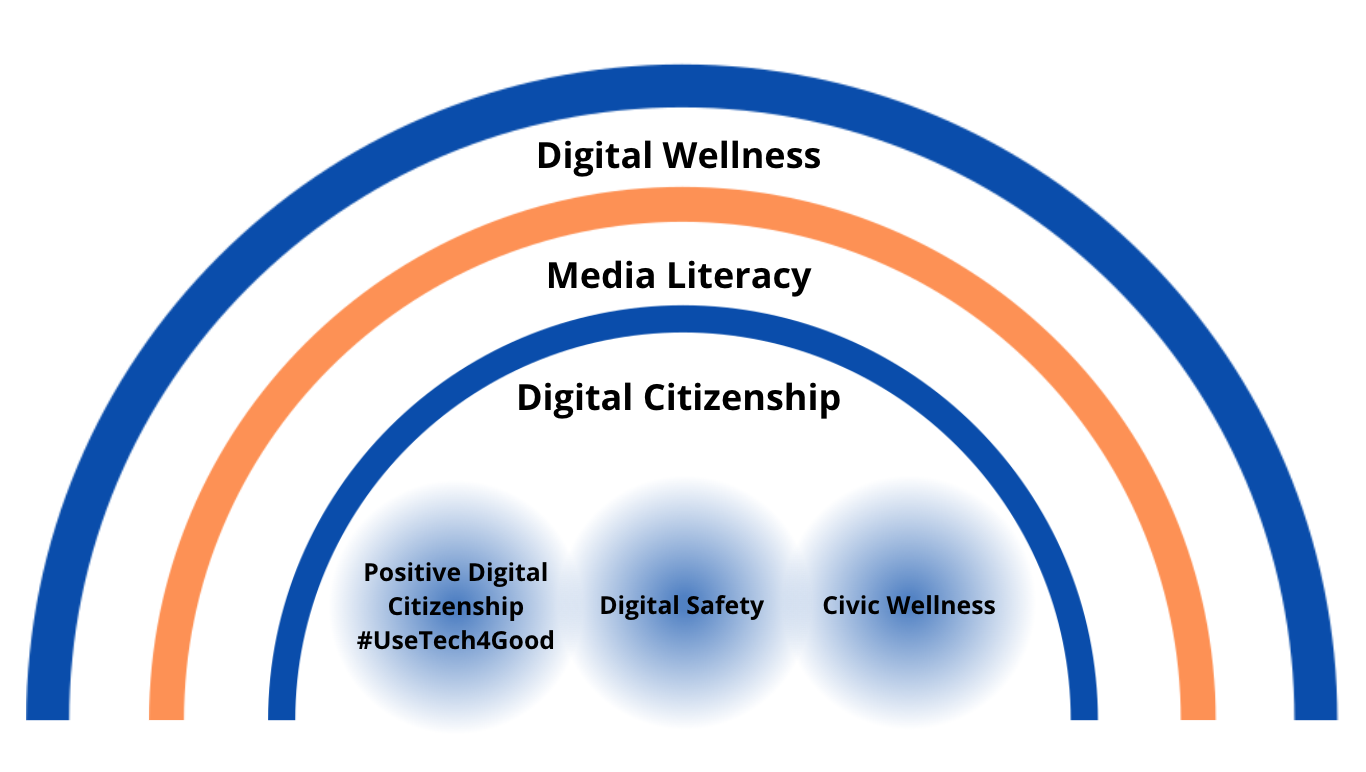 Digital Wellness
Media Literacy
Digital Citizenship
Positive Digital
Citizenship
#UseTech4Good
Digital Safety
Civic Wellness